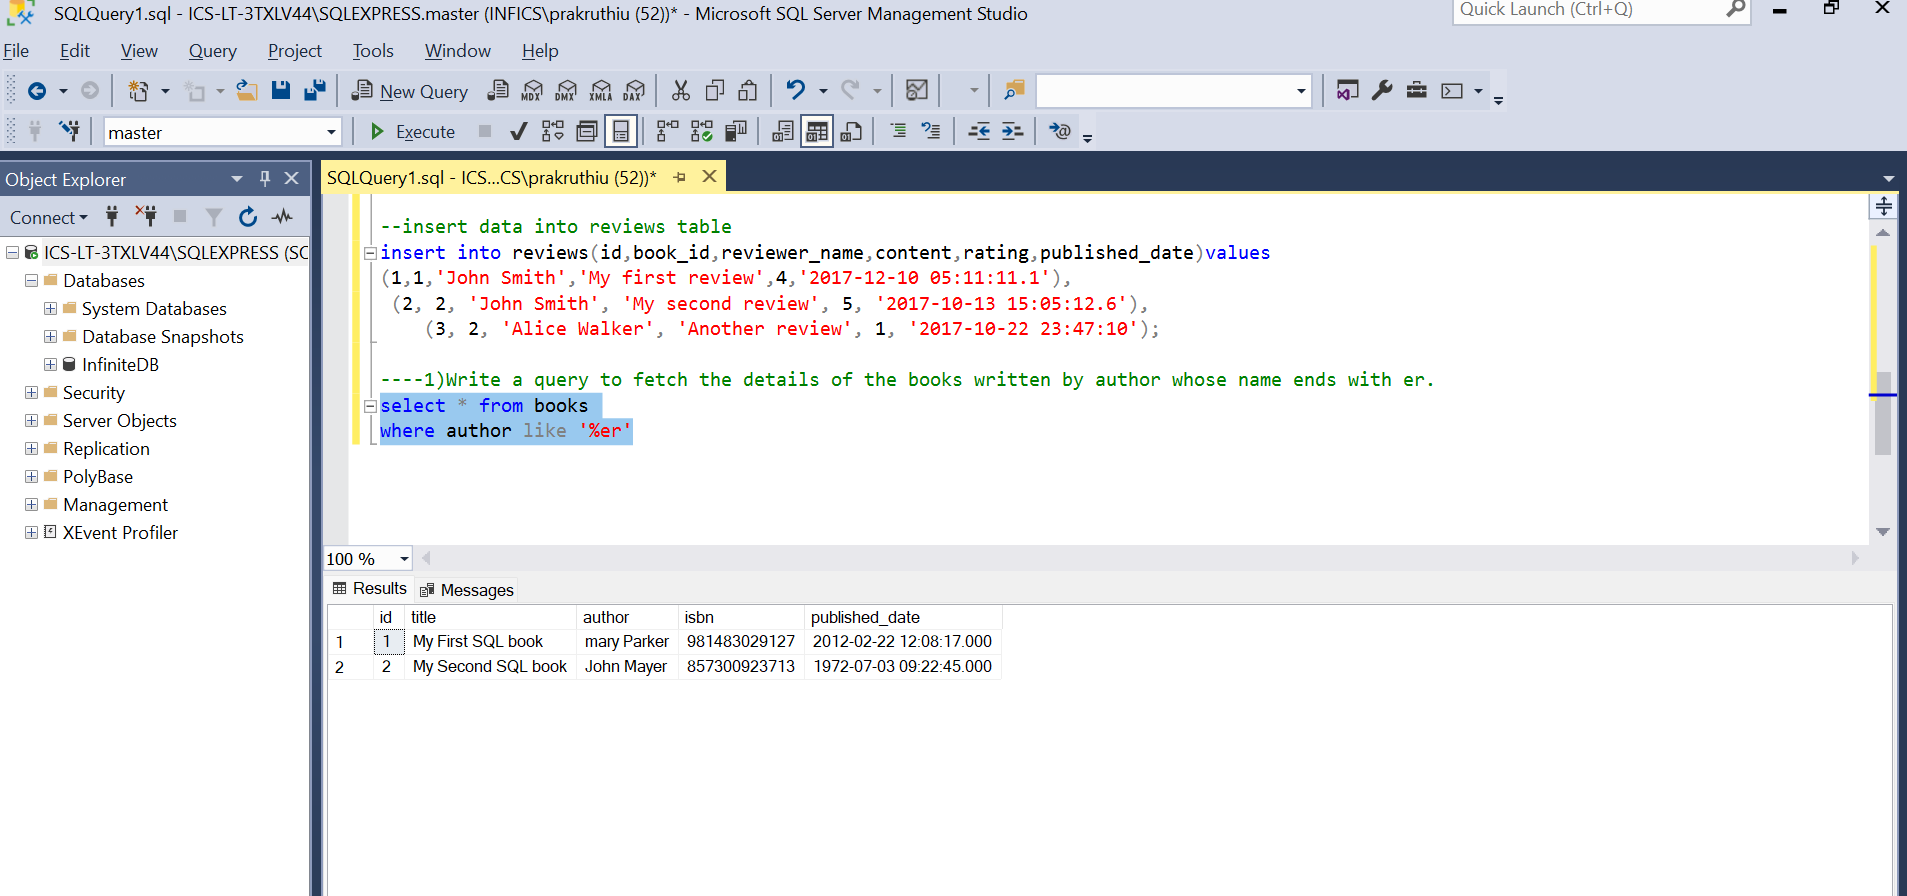 SQLQuery1.sql - ICS-LT-3TXLV44\SQLEXPRESS.master (INFICS\prakruthiu (52))* - Microsoft SQL Server Management Studio
Quick Launch (Ctrl+Q)
File Edit View Query Project Tools Window Help
New Query MDX DMX XMLA DAX
master Execute
Object Explorer
SQLQuery1.sql - ICS...CS\prakruthiu (52))*
Connect
ICS-LT-3TXLV44\SQLEXPRESS (SC
Databases
System Databases
Database Snapshots
InfiniteDB
Security
Server Objects
Replication
PolyBase
Management
XEvent Profiler
--insert data into reviews table
insert into reviews(id,book_id,reviewer_name,content,rating,published_date)values
(1,1,'John Smith','My first review',4,'2017-12-10 05:11:11.1'),
(2, 2, 'John Smith', 'My second review', 5, '2017-10-13 15:05:12.6'),
(3, 2, 'Alice Walker', 'Another review', 1, '2017-10-22 23:47:10');
----1)Write a query to fetch the details of the books written by author whose name ends with er.
select * from books
where author like '%er'
100 %
Results Messages
id title author isbn published_date
1 1 My First SQL book mary Parker 981483029127 2012-02-22 12:08:17.000
2 2 My Second SQL book John Mayer 857300923713 1972-07-03 09:22:45.000